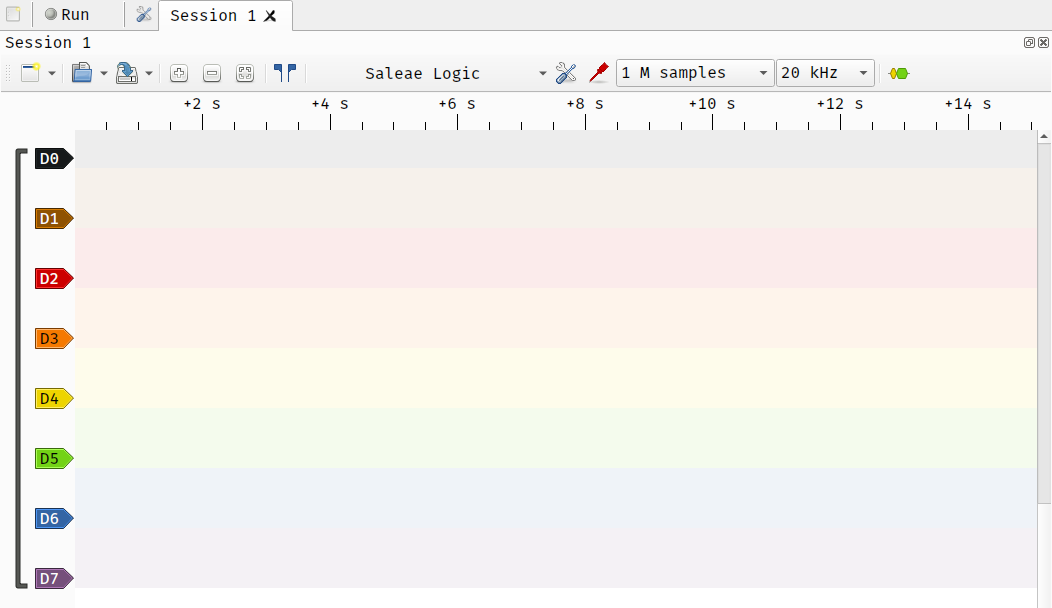 Run Session 1
Session 1
Saleae Logic 1 M samples 20 kHz
+2 s +4 s +6 s +8 s +10 s +12 s +14 s
D0
D1
D2
D3
D4
D5
D6
D7